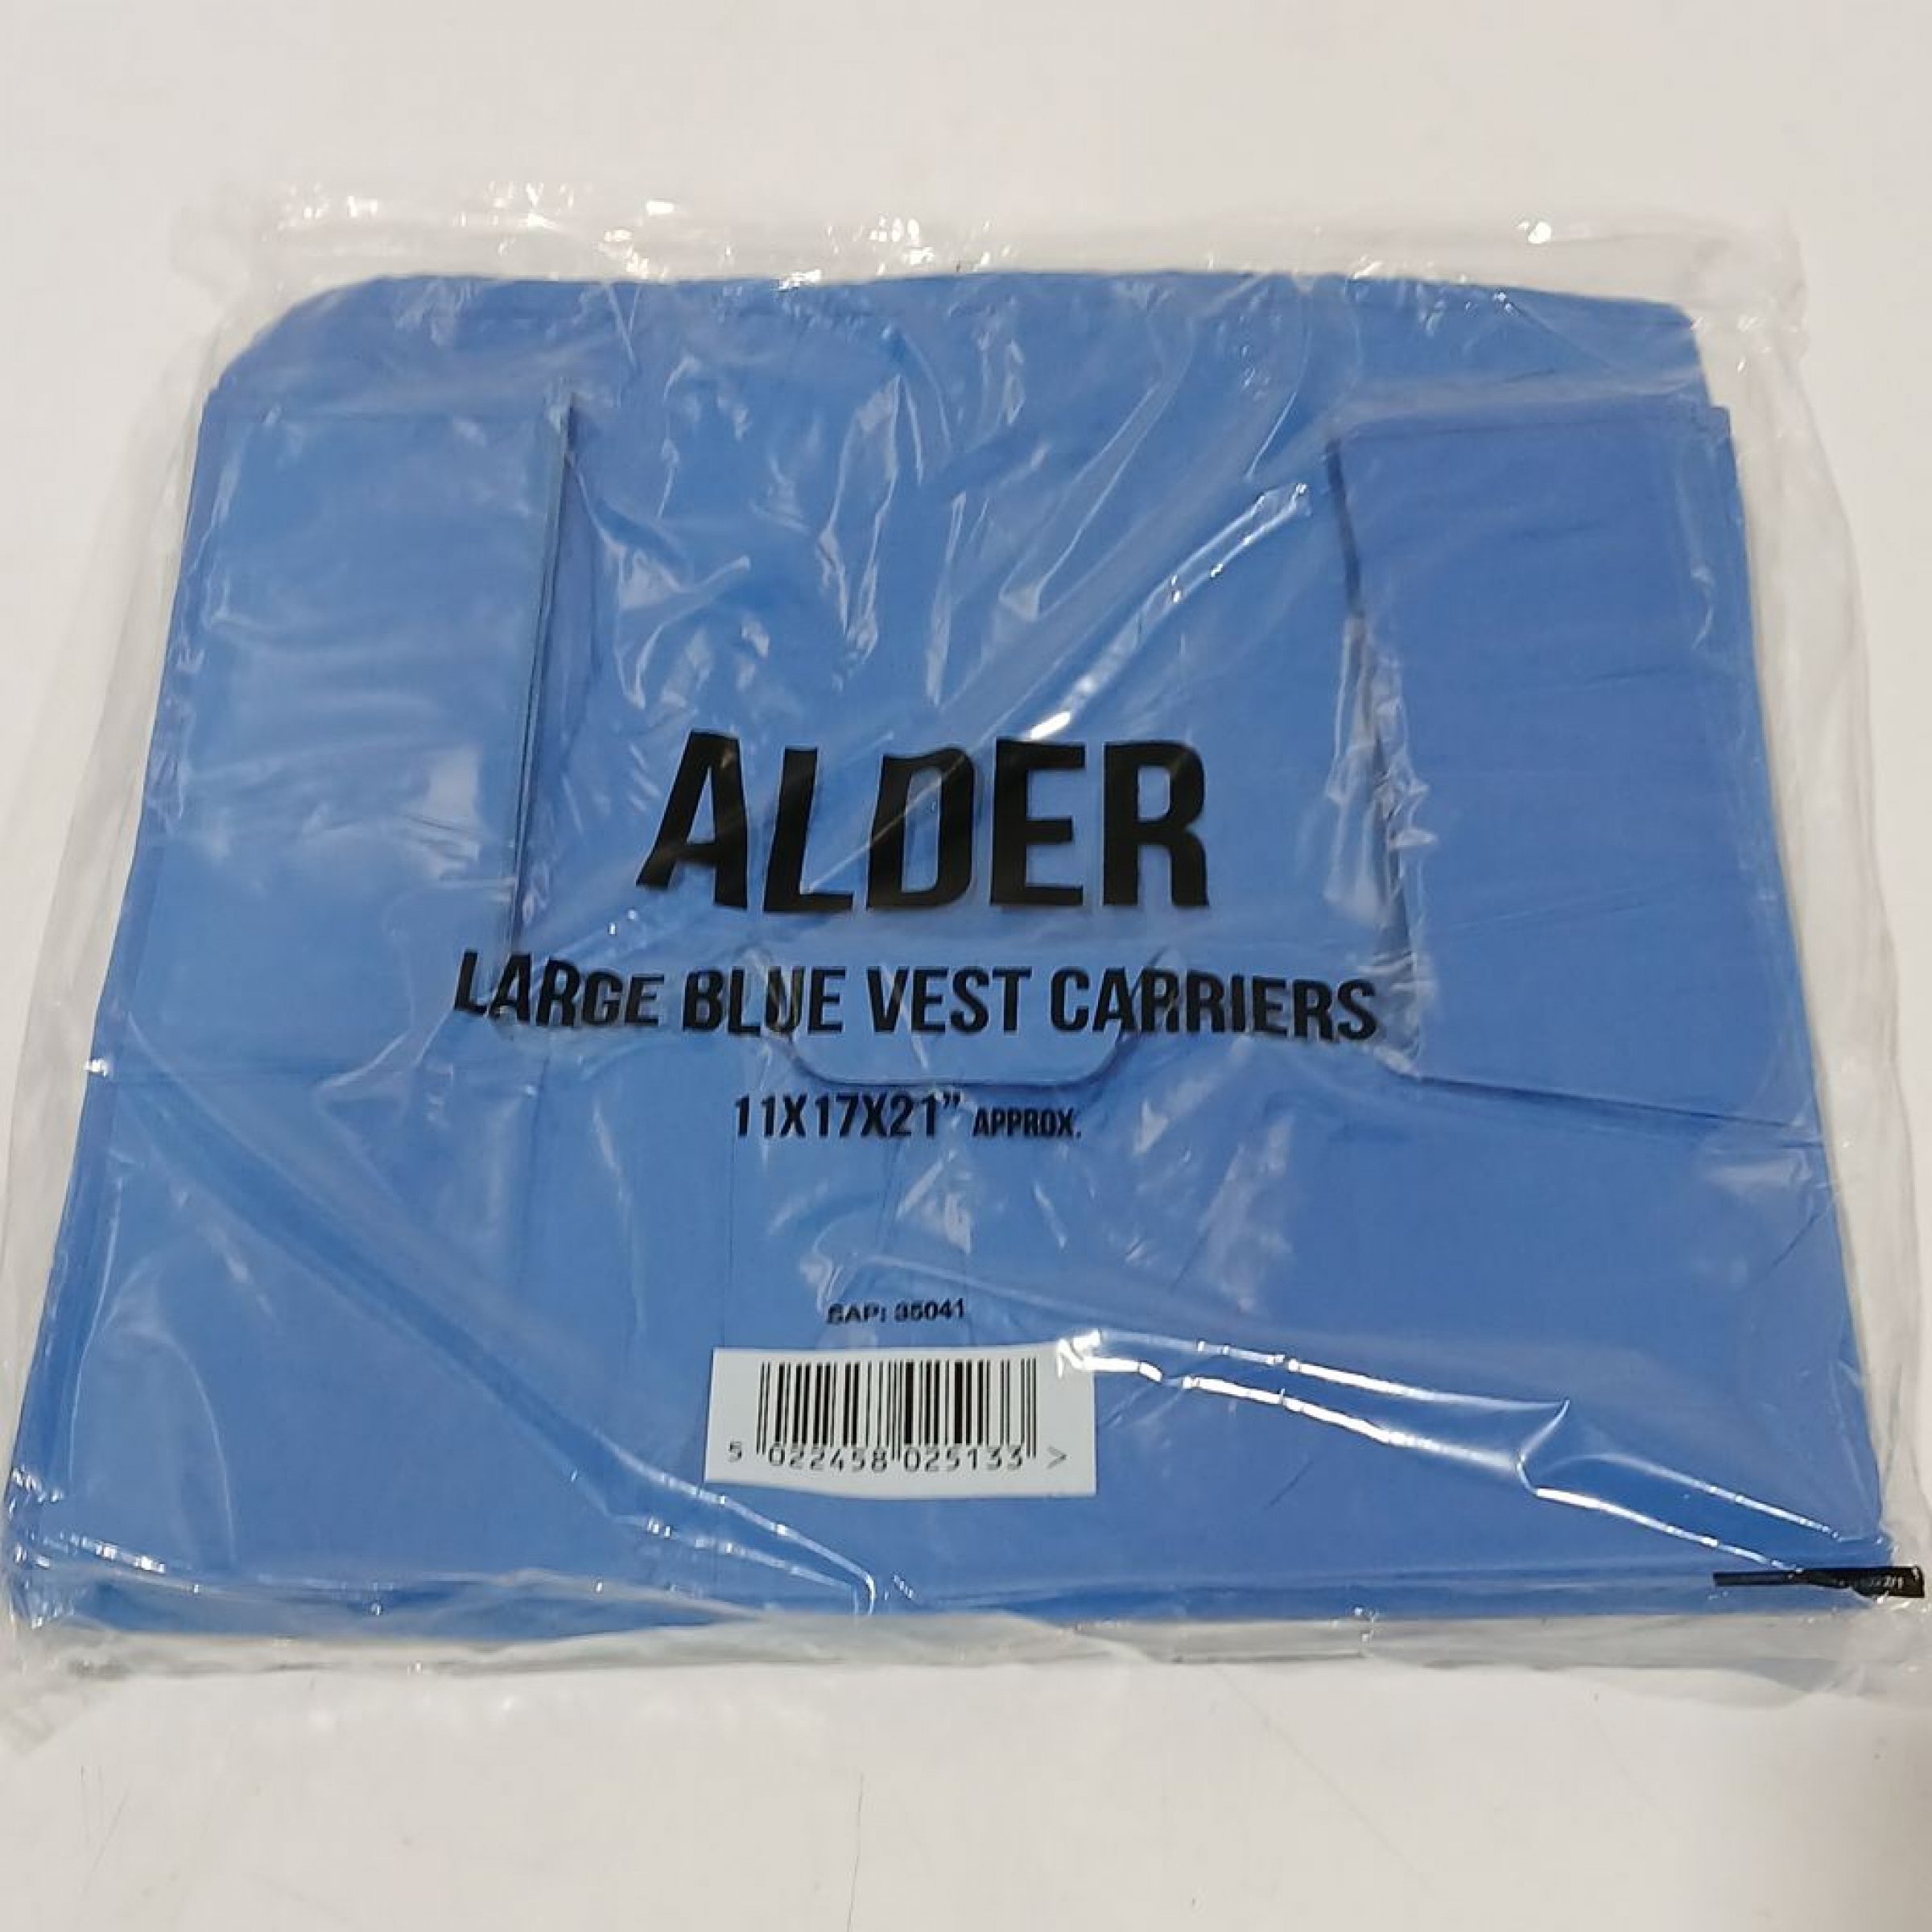 ALDER
LARGE BLUE VEST CARRIERS
11X17X21” APPROX.
SAP: 35041
5 022458 025133 >